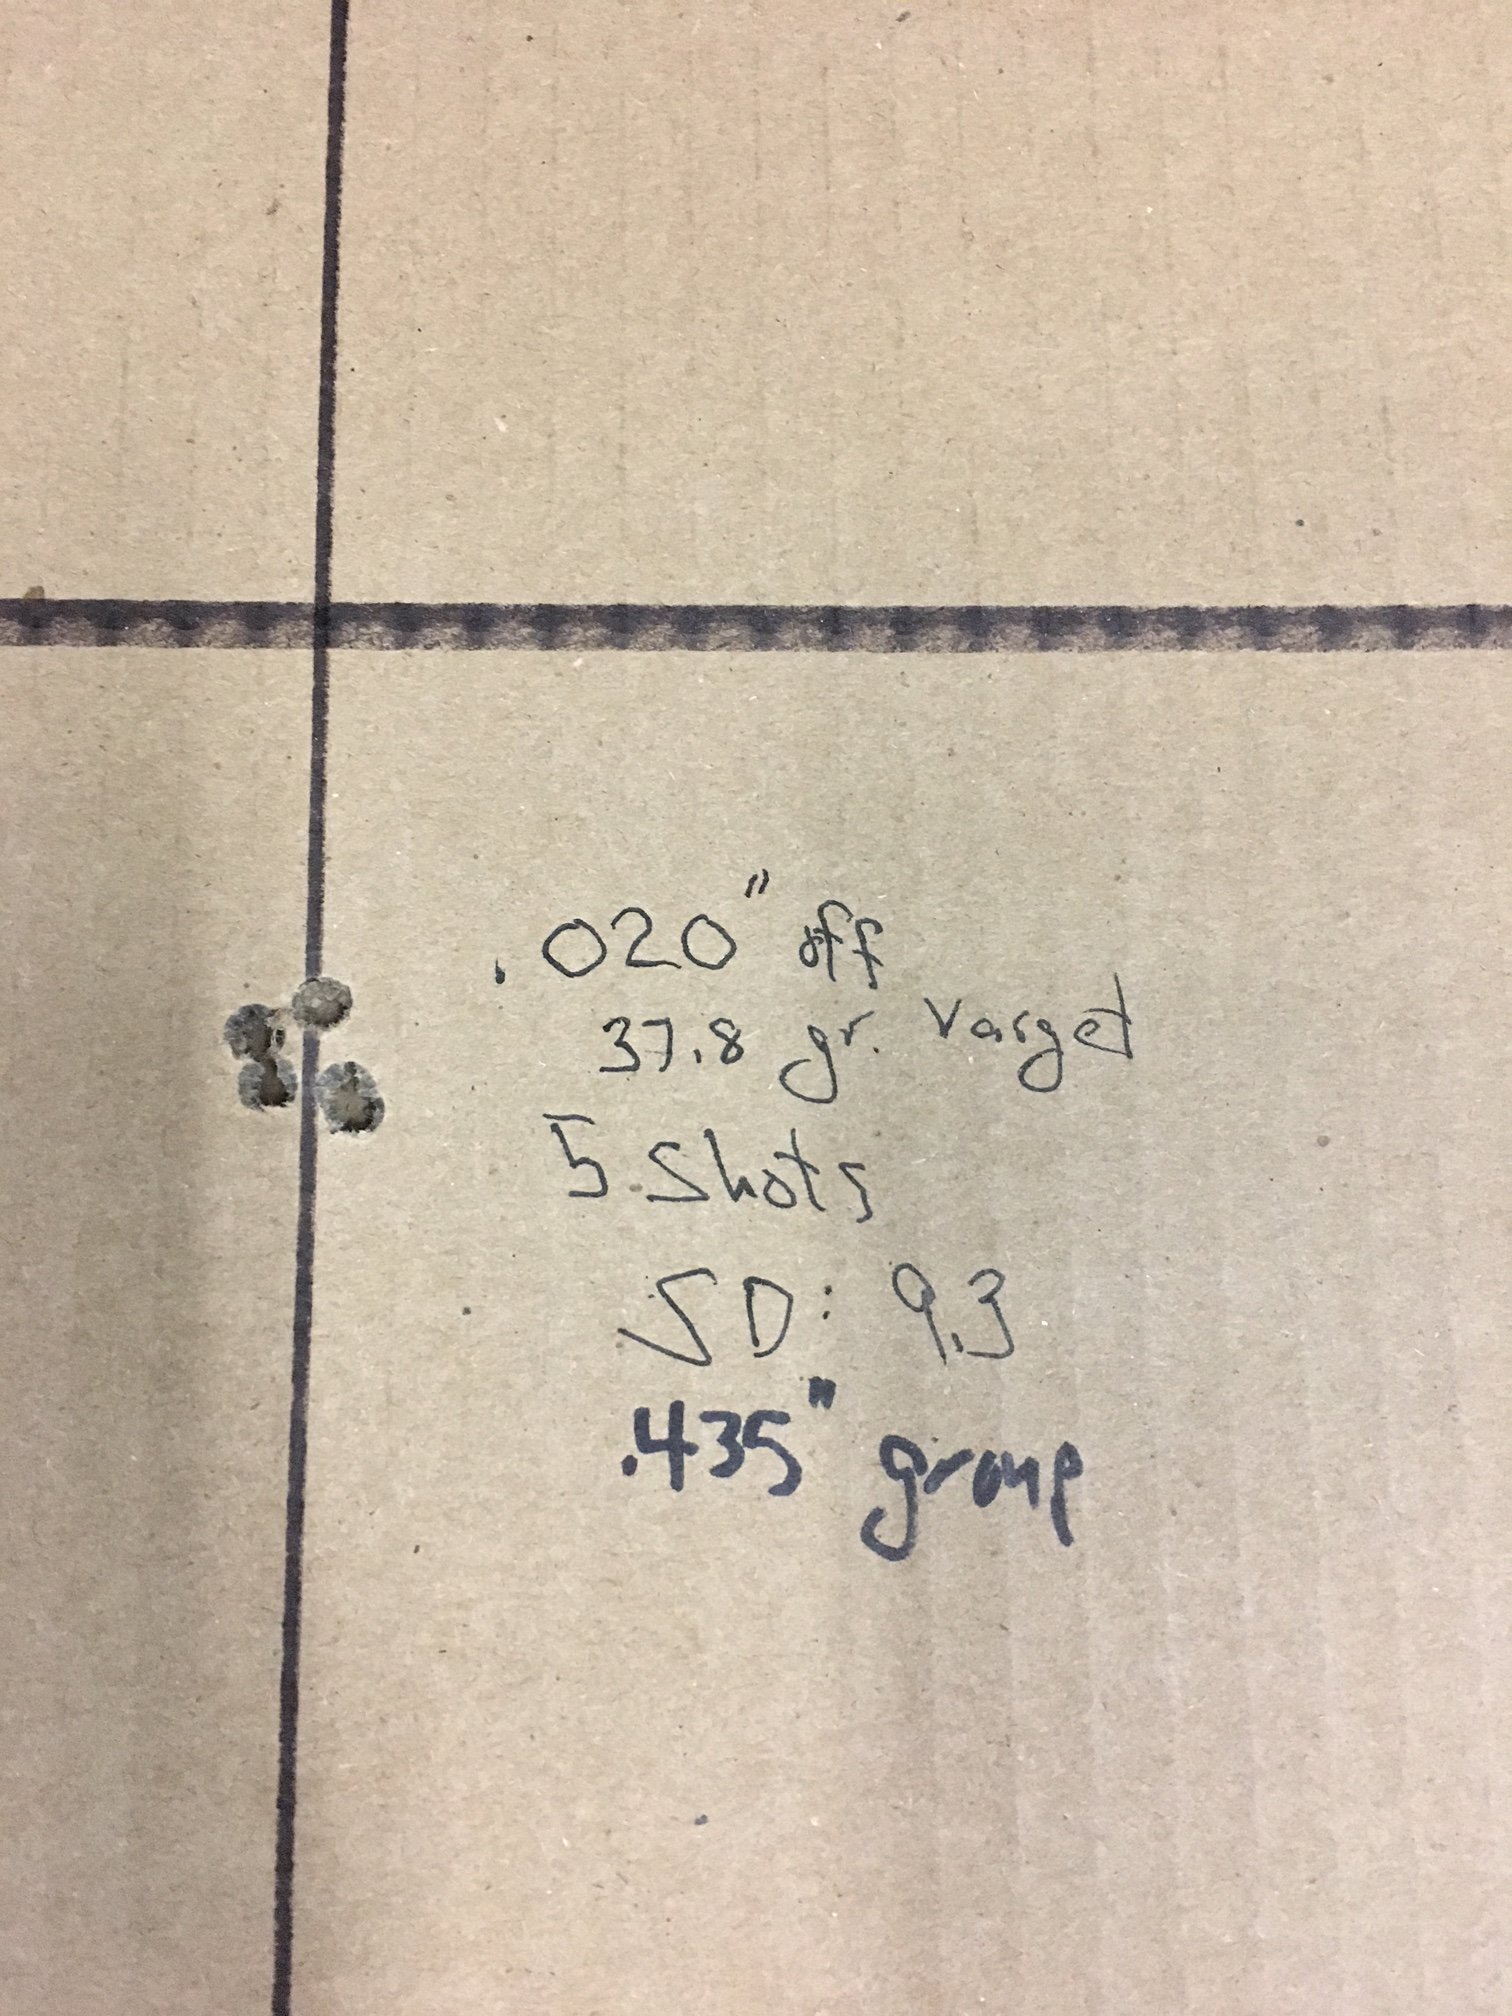 .020" off
37.8 gr. Varget
5 Shots
SD: 9.3
.435" group